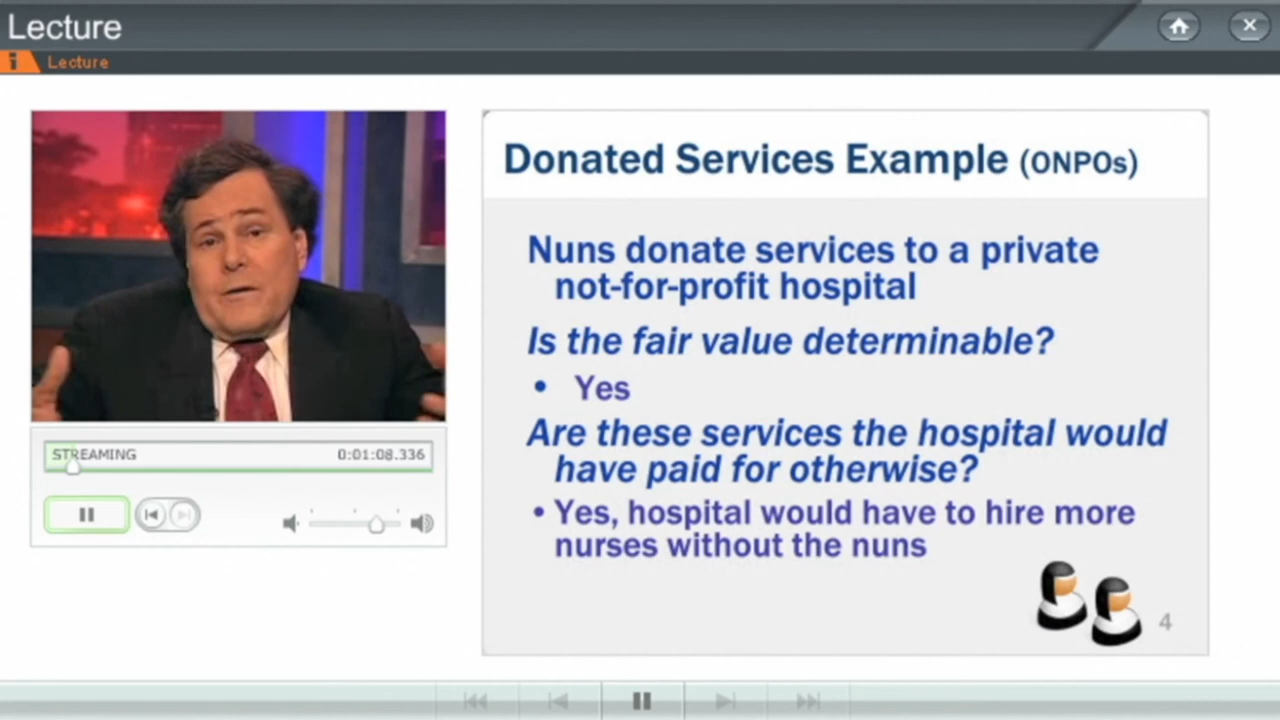 Lecture
i Lecture
Donated Services Example (ONPOs)
Nuns donate services to a private
not-for-profit hospital
Is the fair value determinable?
• Yes
Are these services the hospital would
have paid for otherwise?
• Yes, hospital would have to hire more
nurses without the nuns
4
STREAMING 0:01:08.336